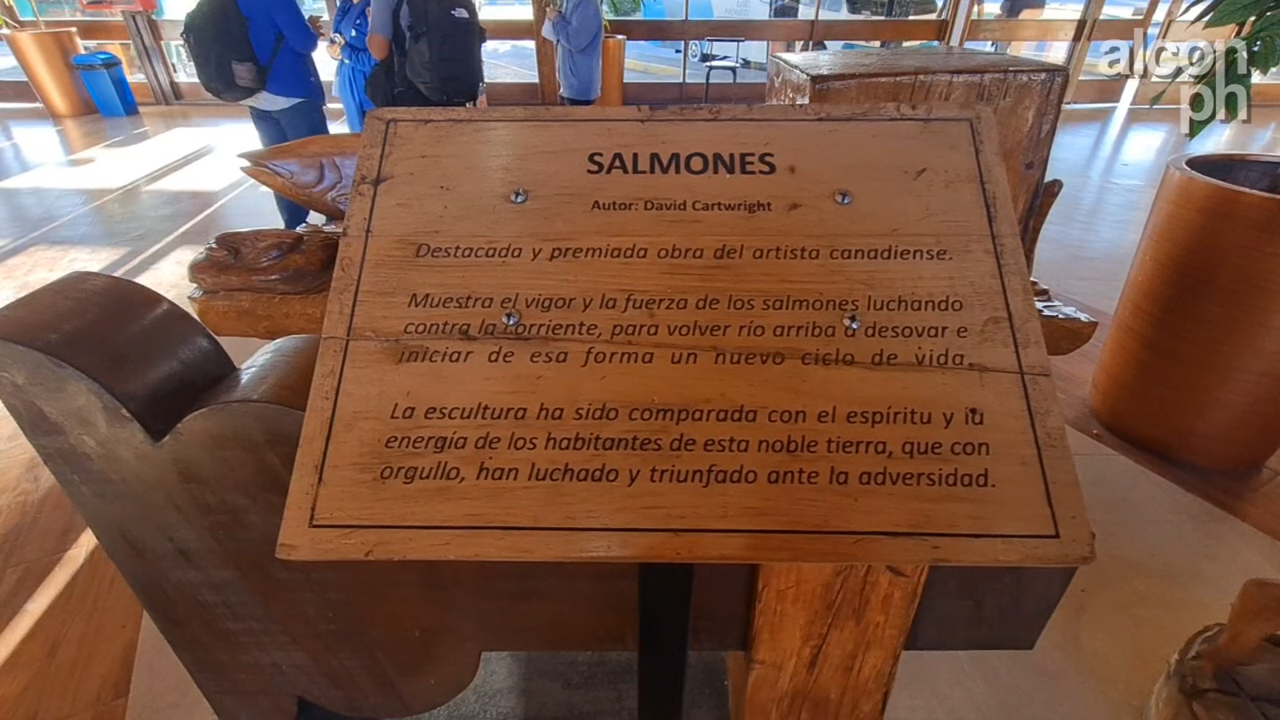 alcon
ph
SALMONES
Autor: David Cartwright
Destacada y premiada obra del artista canadiense.
Muestra el vigor y la fuerza de los salmones luchando
contra la corriente, para volver río arriba a desovar e
iniciar de esa forma un nuevo ciclo de vida.
La escultura ha sido comparada con el espíritu y la
energía de los habitantes de esta noble tierra, que con
orgullo, han luchado y triunfado ante la adversidad.